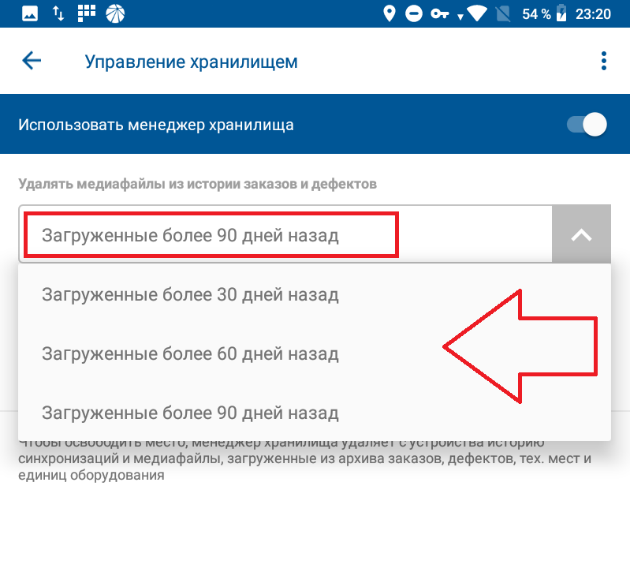 54 % 23:20
Управление хранилищем
Использовать менеджер хранилища
Удалять медиафайлы из истории заказов и дефектов
Загруженные более 90 дней назад
Загруженные более 30 дней назад
Загруженные более 60 дней назад
Загруженные более 90 дней назад
Чтобы освободить место, менеджер хранилища удаляет с устройства историю
синхронизаций и медиафайлы, загруженные из архива заказов, дефектов, тех. мест и
единиц оборудования